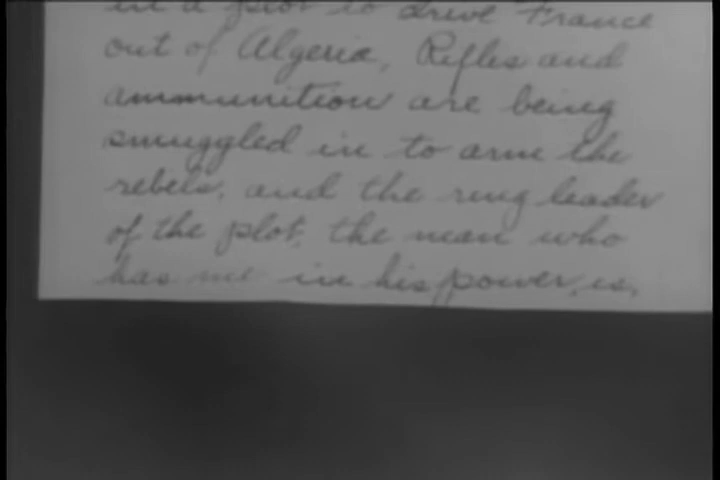 in a plot to drive France
out of Algeria, Rifles and
ammunition are being
smuggled in to arm the
rebels, and the ring leader
of the plot, the man who
has me in his power, is,